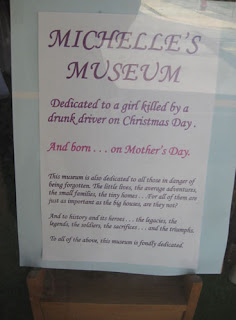 MICHELLE'S
MUSEUM
Dedicated to a girl killed by a
drunk driver on Christmas Day .
And born . . . on Mother's Day.
This museum is also dedicated to all those in danger of
being forgotten. The little lives, the average adventures,
the small families, the tiny homes . . . For all of them are
just as important as the big houses, are they not?
And to history and its heroes. . . the legacies, the
legends, the soldiers, the sacrifices. . . and the triumphs.
To all of the above, this museum is fondly dedicated.